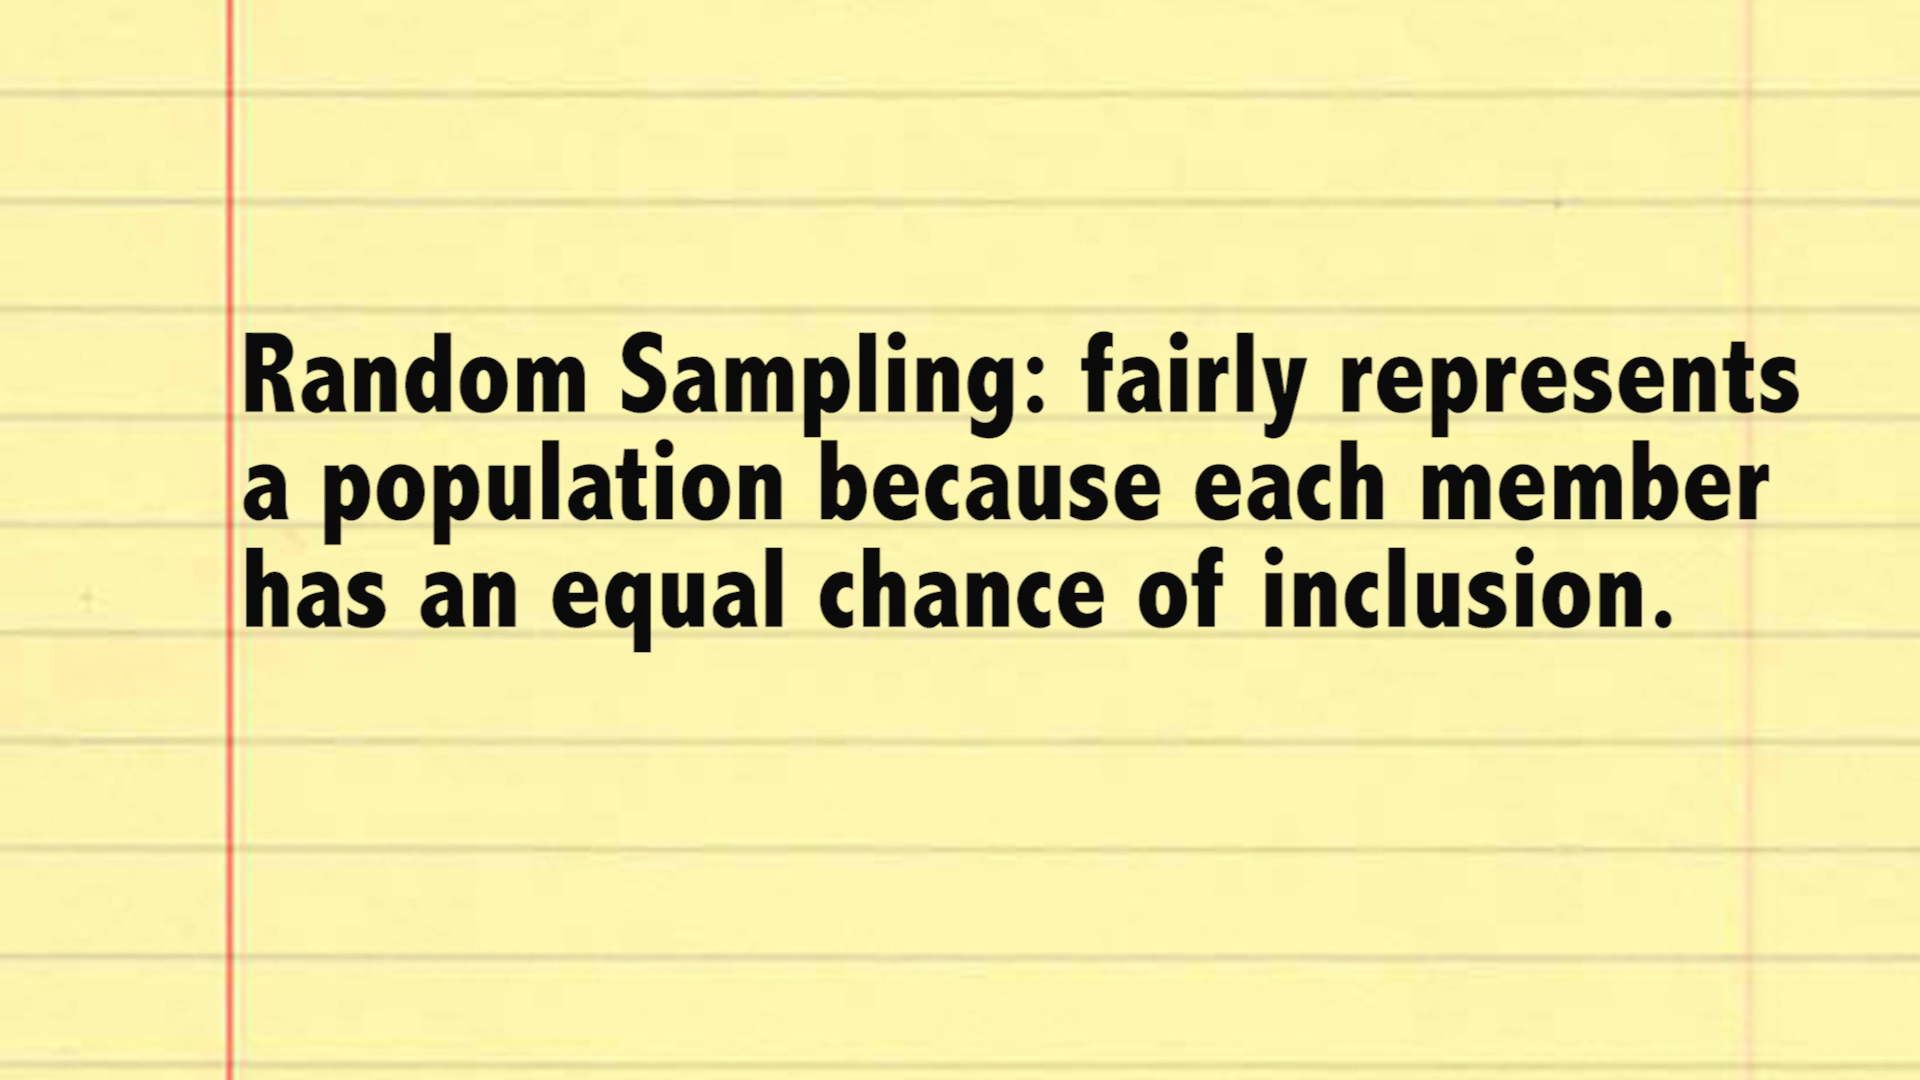 Random Sampling: fairly represents
a population because each member
has an equal chance of inclusion.